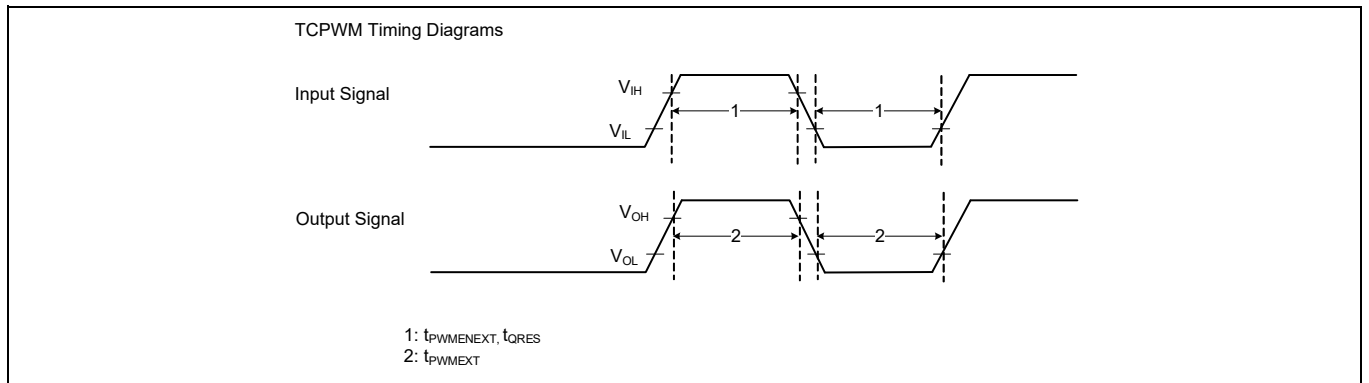 TCPWM Timing Diagrams
Input Signal
VIH
VIL
1
1
Output Signal
VOH
VOL
2
2
1: tPWMENEXT, tQRES
2: tPWMEXT